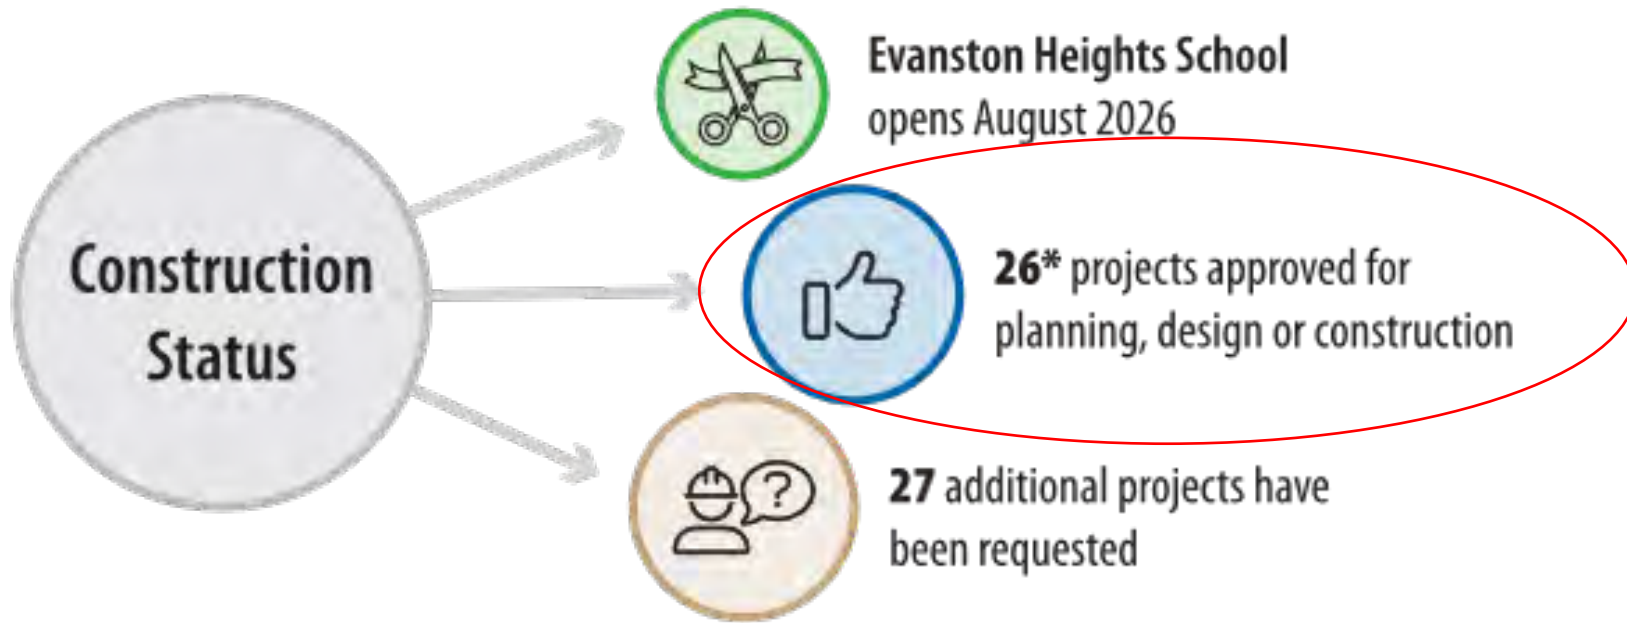 Construction
Status
Evanston Heights School
opens August 2026
26* projects approved for
planning, design or construction
?
27 additional projects have
been requested